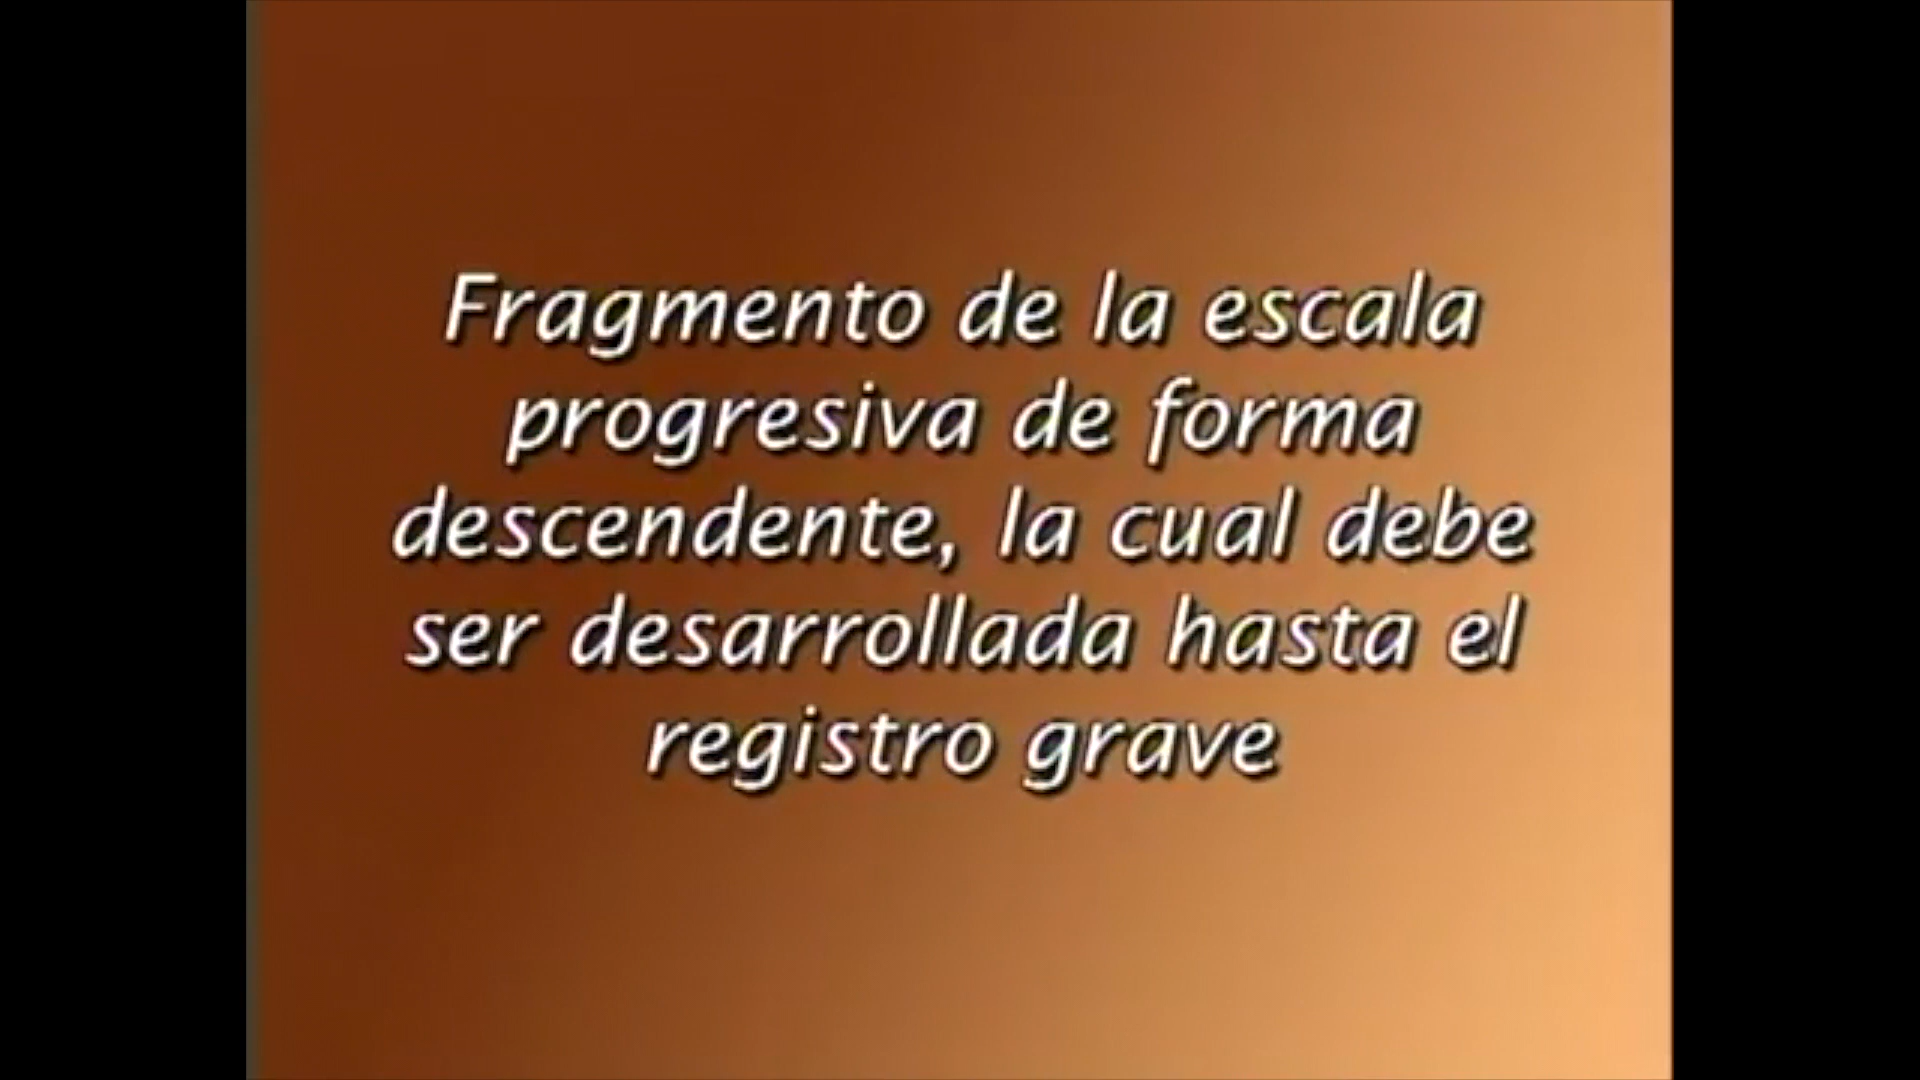 Fragmento de la escala
progresiva de forma
descendente, la cual debe
ser desarrollada hasta el
registro grave